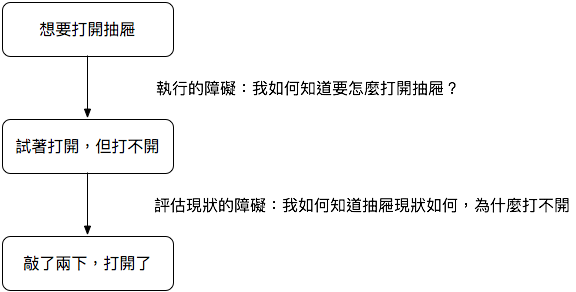 想要打開抽屜
執行的障礙：我如何知道要怎麼打開抽屜？
試著打開，但打不開
評估現狀的障礙：我如何知道抽屜現狀如何，為什麼打不開
敲了兩下，打開了